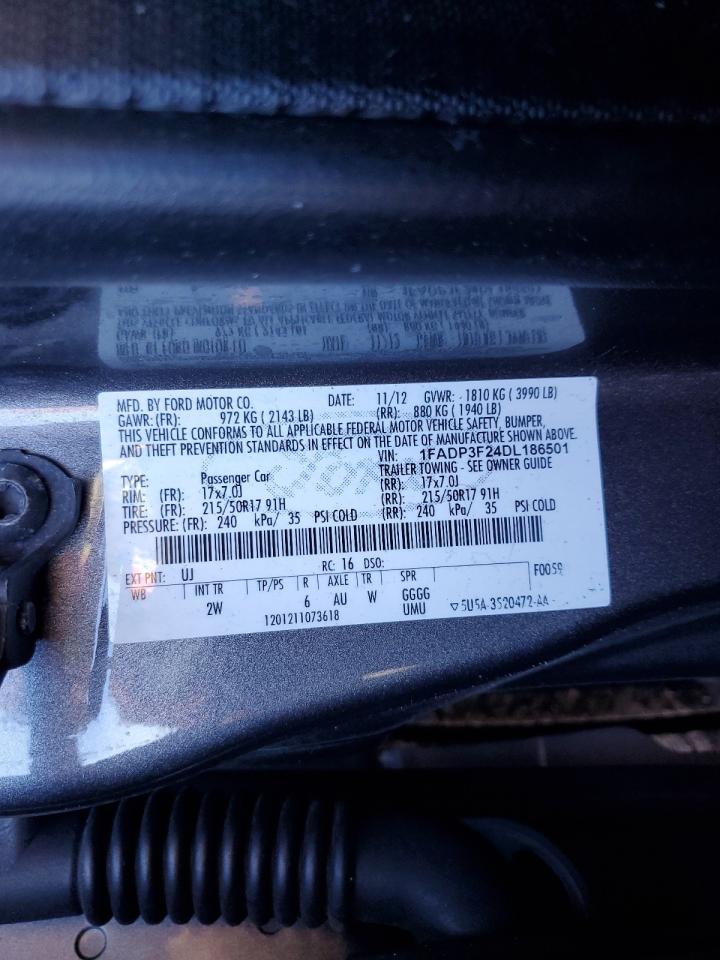 MFD. BY FORD MOTOR CO. DATE: 11/12 GVWR: 1810 KG ( 3990 LB)
GAWR: (FR): 972 KG ( 2143 LB) (RR): 880 KG ( 1940 LB)
THIS VEHICLE CONFORMS TO ALL APPLICABLE FEDERAL MOTOR VEHICLE SAFETY, BUMPER,
AND THEFT PREVENTION STANDARDS IN EFFECT ON THE DATE OF MANUFACTURE SHOWN ABOVE.
VIN: 1FADP3F24DL186501
TYPE: Passenger Car TRAILER TOWING - SEE OWNER GUIDE
RIM: (FR): 17x7.0J (RR): 17x7.0J
TIRE: (FR): 215/50R17 91H (RR): 215/50R17 91H
PRESSURE: (FR): 240 kPa/ 35 PSI COLD (RR): 240 kPa/ 35 PSI COLD
EXT PNT: UJ RC: 16 DSO: F0059
WB INT TR TP/PS R AXLE TR SPR
2W 6 AU W GGGG
UMU
1201211073618 ▽5U5A-3S20472-AA